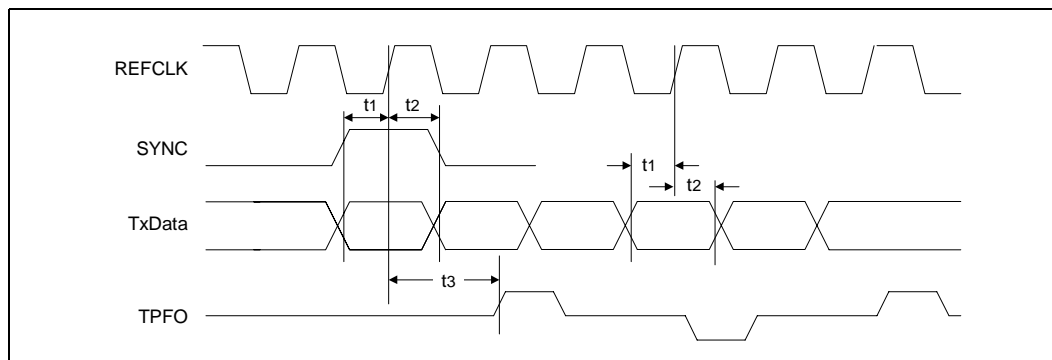 REFCLK
t1
t2
SYNC
t1
t2
TxData
t3
TPFO